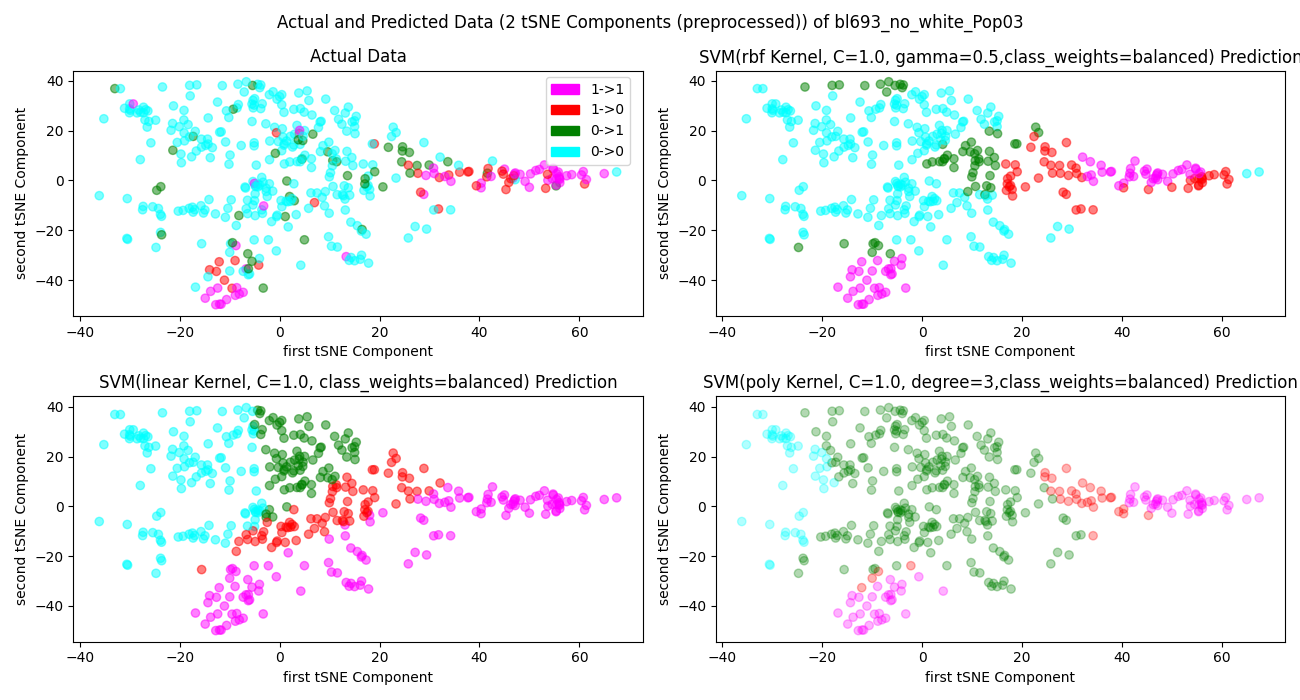 Actual and Predicted Data (2 tSNE Components (preprocessed)) of bl693_no_white_Pop03
Actual Data
40
20
0
−20
−40
second tSNE Component
−40 −20 0 20 40 60
first tSNE Component
1->1
1->0
0->1
0->0
SVM(rbf Kernel, C=1.0, gamma=0.5,class_weights=balanced) Prediction
40
20
0
−20
−40
second tSNE Component
−40 −20 0 20 40 60
first tSNE Component
SVM(linear Kernel, C=1.0, class_weights=balanced) Prediction
40
20
0
−20
−40
second tSNE Component
−40 −20 0 20 40 60
first tSNE Component
SVM(poly Kernel, C=1.0, degree=3,class_weights=balanced) Prediction
40
20
0
−20
−40
second tSNE Component
−40 −20 0 20 40 60
first tSNE Component